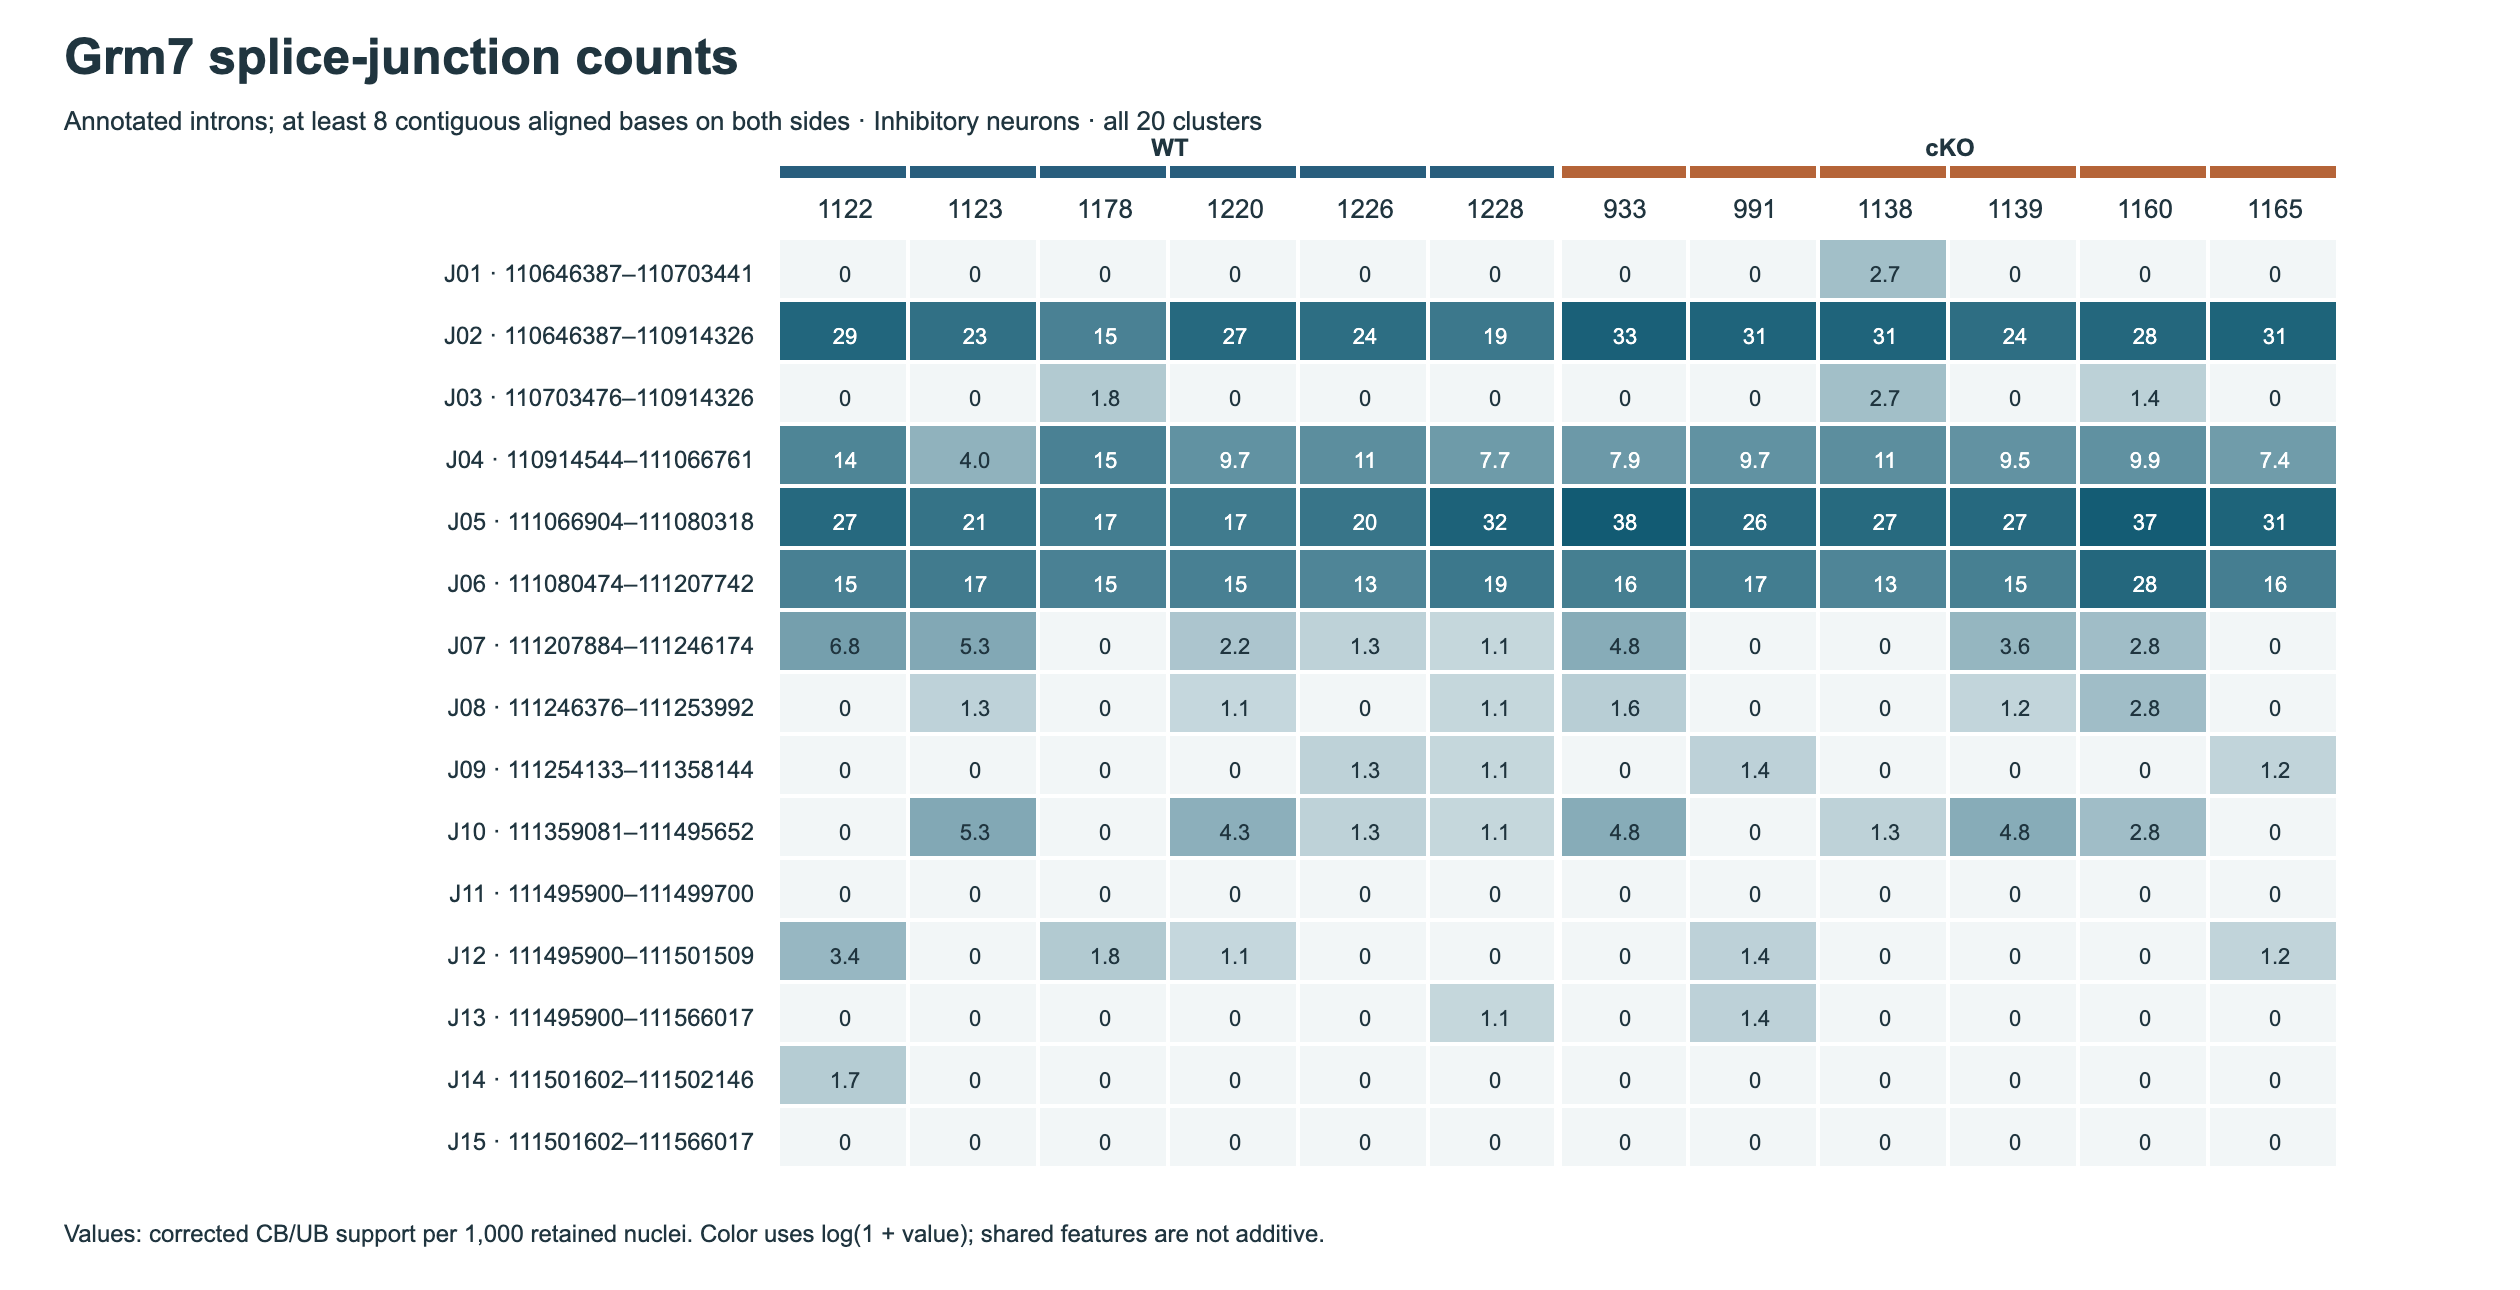 Grm7 splice-junction counts
Annotated introns; at least 8 contiguous aligned bases on both sides · Inhibitory neurons · all 20 clusters
WT cKO
1122 1123 1178 1220 1226 1228 933 991 1138 1139 1160 1165
J01 · 110646387–110703441 0 0 0 0 0 0 0 0 2.7 0 0 0
J02 · 110646387–110914326 29 23 15 27 24 19 33 31 31 24 28 31
J03 · 110703476–110914326 0 0 1.8 0 0 0 0 0 2.7 0 1.4 0
J04 · 110914544–111066761 14 4.0 15 9.7 11 7.7 7.9 9.7 11 9.5 9.9 7.4
J05 · 111066904–111080318 27 21 17 17 20 32 38 26 27 27 37 31
J06 · 111080474–111207742 15 17 15 15 13 19 16 17 13 15 28 16
J07 · 111207884–111246174 6.8 5.3 0 2.2 1.3 1.1 4.8 0 0 3.6 2.8 0
J08 · 111246376–111253992 0 1.3 0 1.1 0 1.1 1.6 0 0 1.2 2.8 0
J09 · 111254133–111358144 0 0 0 0 1.3 1.1 0 1.4 0 0 0 1.2
J10 · 111359081–111495652 0 5.3 0 4.3 1.3 1.1 4.8 0 1.3 4.8 2.8 0
J11 · 111495900–111499700 0 0 0 0 0 0 0 0 0 0 0 0
J12 · 111495900–111501509 3.4 0 1.8 1.1 0 0 0 1.4 0 0 0 1.2
J13 · 111495900–111566017 0 0 0 0 0 1.1 0 1.4 0 0 0 0
J14 · 111501602–111502146 1.7 0 0 0 0 0 0 0 0 0 0 0
J15 · 111501602–111566017 0 0 0 0 0 0 0 0 0 0 0 0
Values: corrected CB/UB support per 1,000 retained nuclei. Color uses log(1 + value); shared features are not additive.